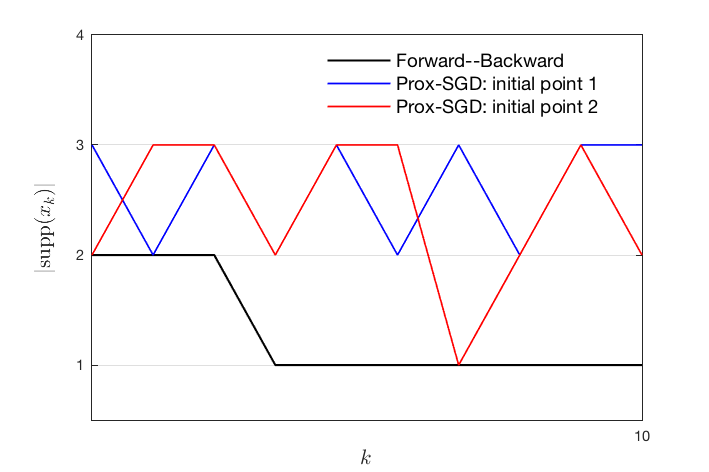 4
Forward--Backward
Prox-SGD: initial point 1
Prox-SGD: initial point 2
3
|supp(x_k)|
2
1
10
k